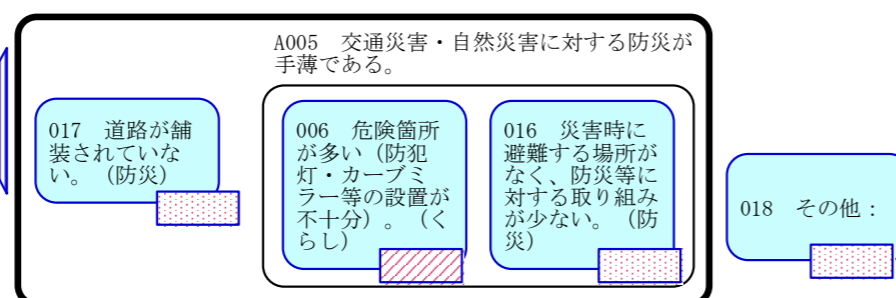 A005 交通災害・自然災害に対する防災が
手薄である。
017 道路が舗
装されていな
い。（防災）
006 危険箇所
が多い（防犯
灯・カーブミ
ラー等の設置が
不十分）。（く
らし）
016 災害時に
避難する場所が
なく、防災等に
対する取り組み
が少ない。（防
災）
018 その他：